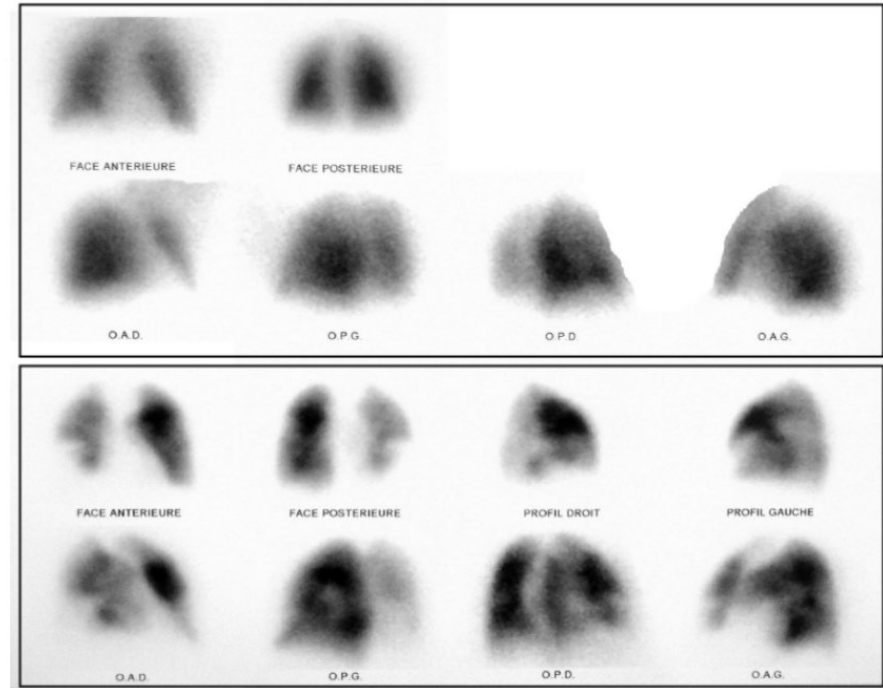 FACE ANTERIEURE
FACE POSTERIEURE
O.A.D.
O.P.G.
O.P.D.
O.A.G.
FACE ANTERIEURE
FACE POSTERIEURE
PROFIL DROIT
PROFIL GAUCHE
O.A.D.
O.P.G.
O.P.D.
O.A.G.